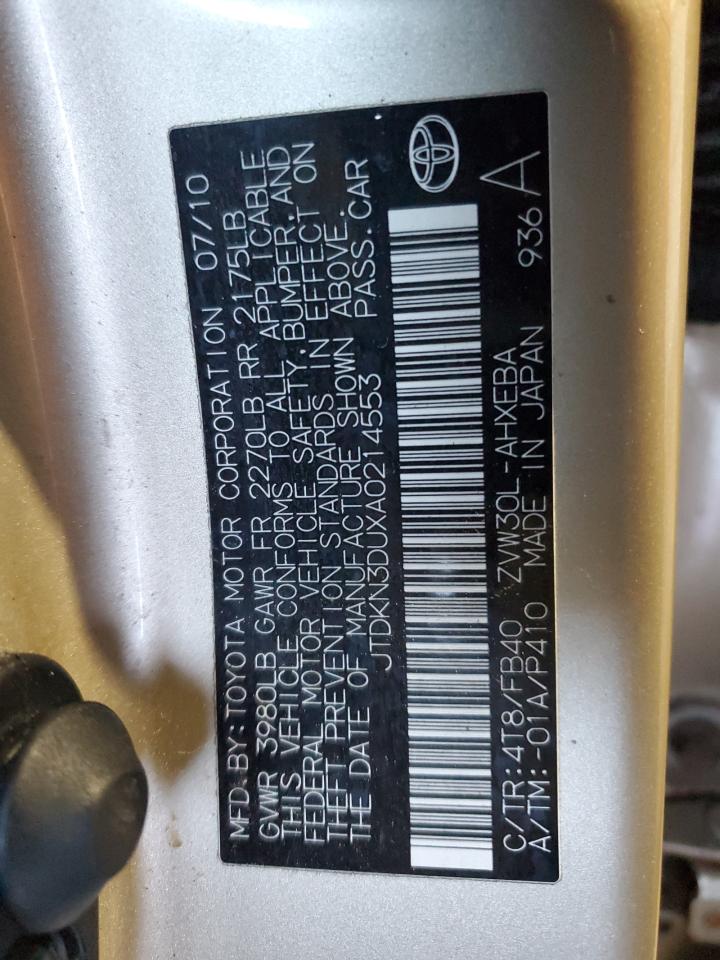 MFD BY: TOYOTA MOTOR CORPORATION 07/10
GVWR 3980LB GAWR FR 2270LB RR 2175LB
THIS VEHICLE CONFORMS TO ALL APPLICABLE
FEDERAL MOTOR VEHICLE SAFETY, BUMPER, AND
THEFT PREVENTION STANDARDS IN EFFECT ON
THE DATE OF MANUFACTURE SHOWN ABOVE.
JTDKN3DUXA0214553 PASS. CAR
C/TR: 4T8/FB40 ZVW30L-AHXEBA
A/TM: -01A/P410 MADE IN JAPAN 936 A